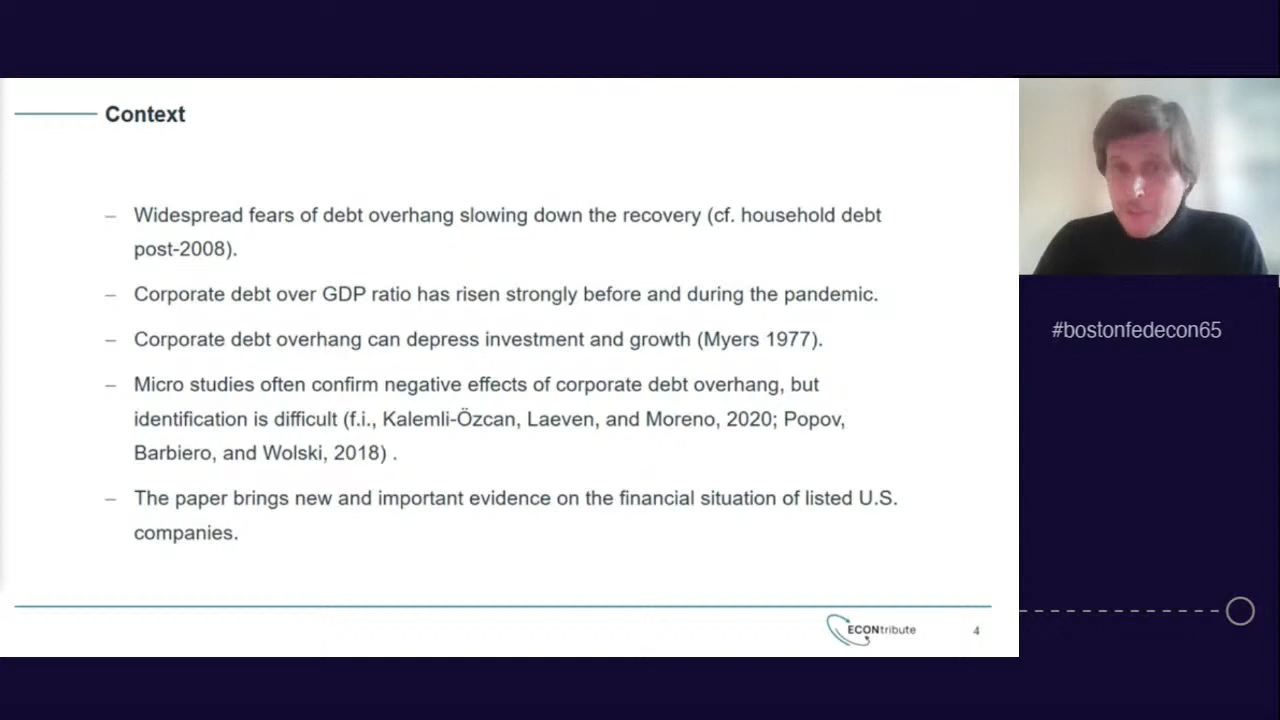 Context
– Widespread fears of debt overhang slowing down the recovery (cf. household debt
post-2008).
– Corporate debt over GDP ratio has risen strongly before and during the pandemic.
– Corporate debt overhang can depress investment and growth (Myers 1977).
– Micro studies often confirm negative effects of corporate debt overhang, but
identification is difficult (f.i., Kalemli-Özcan, Laeven, and Moreno, 2020; Popov,
Barbiero, and Wolski, 2018) .
– The paper brings new and important evidence on the financial situation of listed U.S.
companies.
ECONtribute
4
#bostonfedecon65